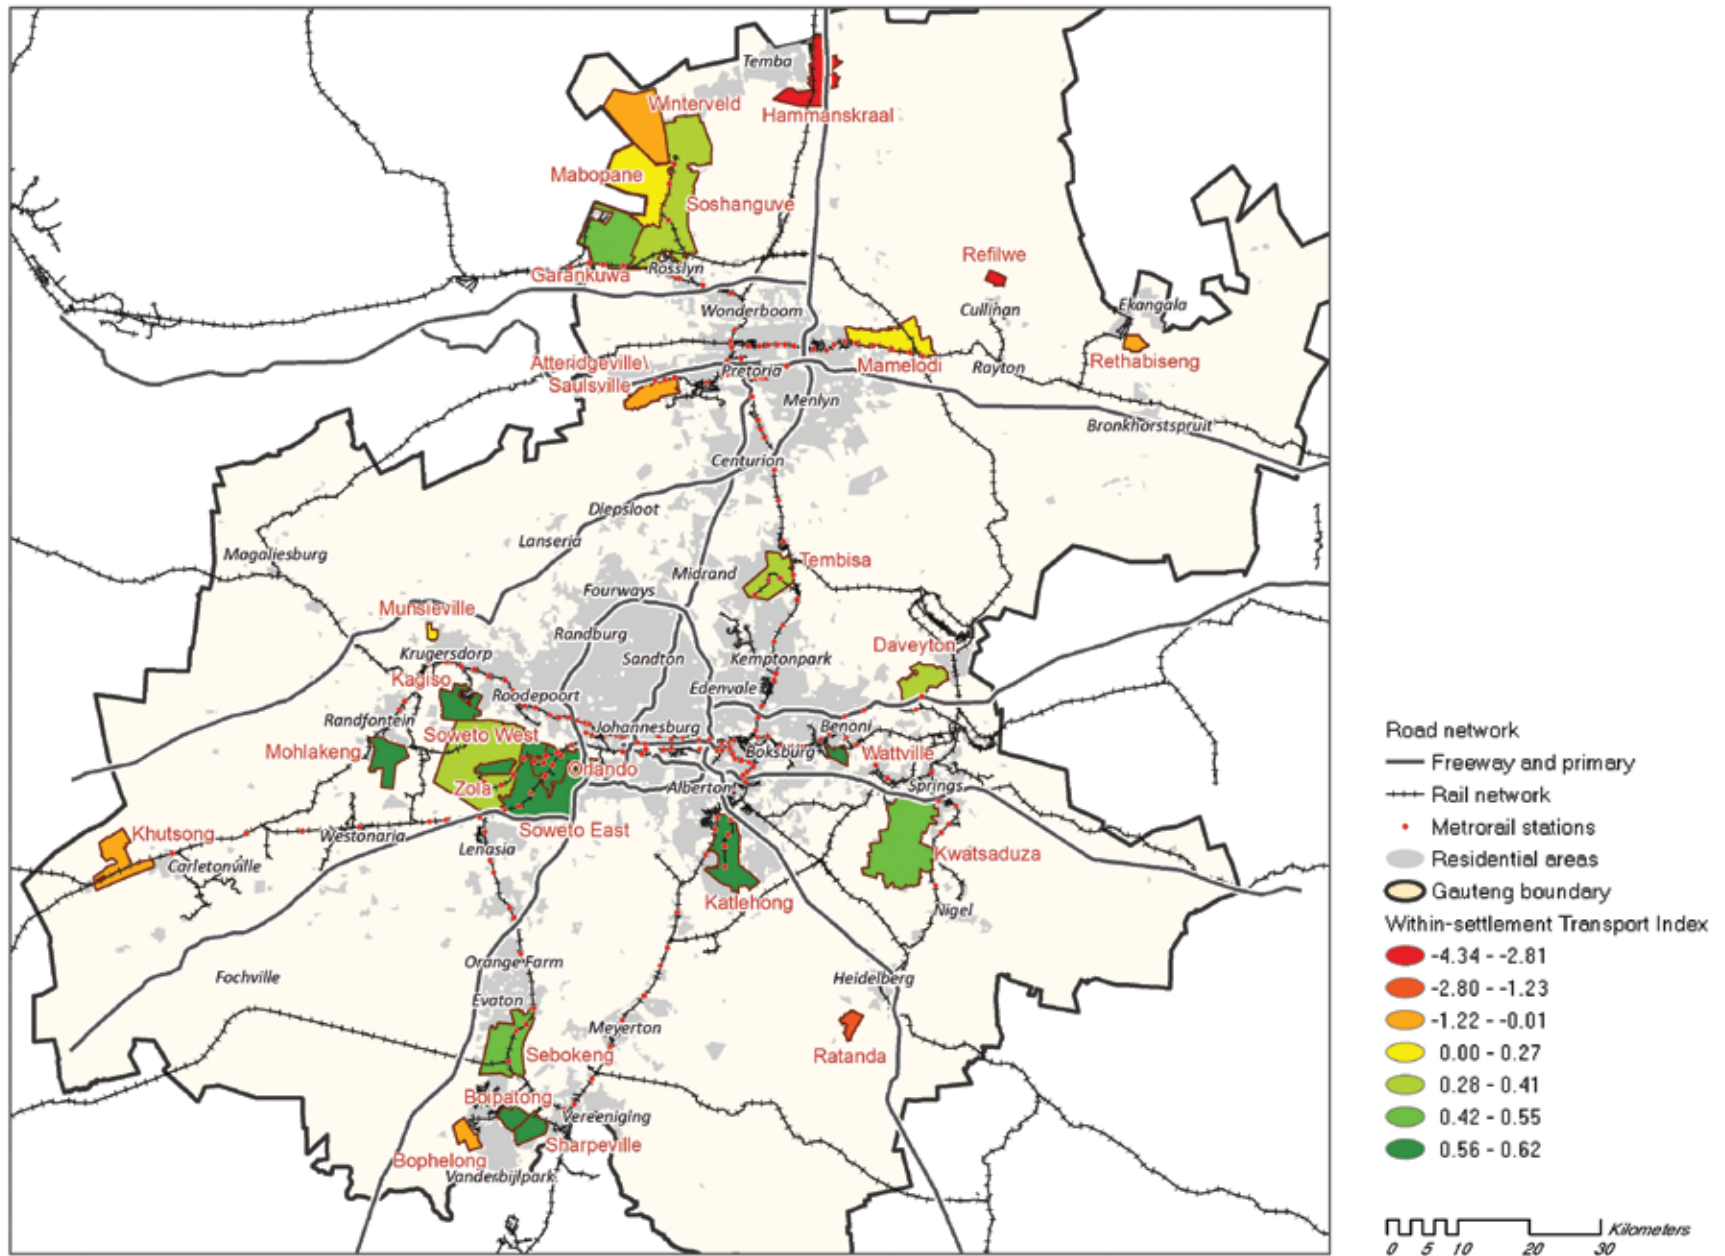 Temba
Winterveld
Hammanskraal
Mabopane
Soshanguve
Refilwe
Garankuwa
Rosslyn
Ekangala
Wonderboom
Cullinan
Atteridgeville\
Saulsville
Pretoria
Mamelodi
Rayton
Rethabiseng
Menlyn
Bronkhorstspruit
Centurion
Diepsloot
Lanseria
Magaliesburg
Tembisa
Midrand
Fourways
Munsieville
Randburg
Daveyton
Krugersdorp
Sandton
Kemptonpark
Kagiso
Roodepoort
Edenvale
Randfontein
Johannesburg
Benoni
Soweto West
Mohlakeng
Boksburg
Wattville
Orlando
Zola
Alberton
Springs
Khutsong
Westonaria
Soweto East
Lenasia
Carletonville
Kwatsaduza
Katlehong
Nigel
Orange Farm
Fochville
Heidelberg
Evaton
Meyerton
Sebokeng
Ratanda
Boipatong
Vereeniging
Sharpeville
Bophelong
Vanderbijlpark
Road network
Freeway and primary
Rail network
Metrorail stations
Residential areas
Gauteng boundary
Within-settlement Transport Index
-4.34 - -2.81
-2.80 - -1.23
-1.22 - -0.01
0.00 - 0.27
0.28 - 0.41
0.42 - 0.55
0.56 - 0.62
Kilometers
0 5 10 20 30